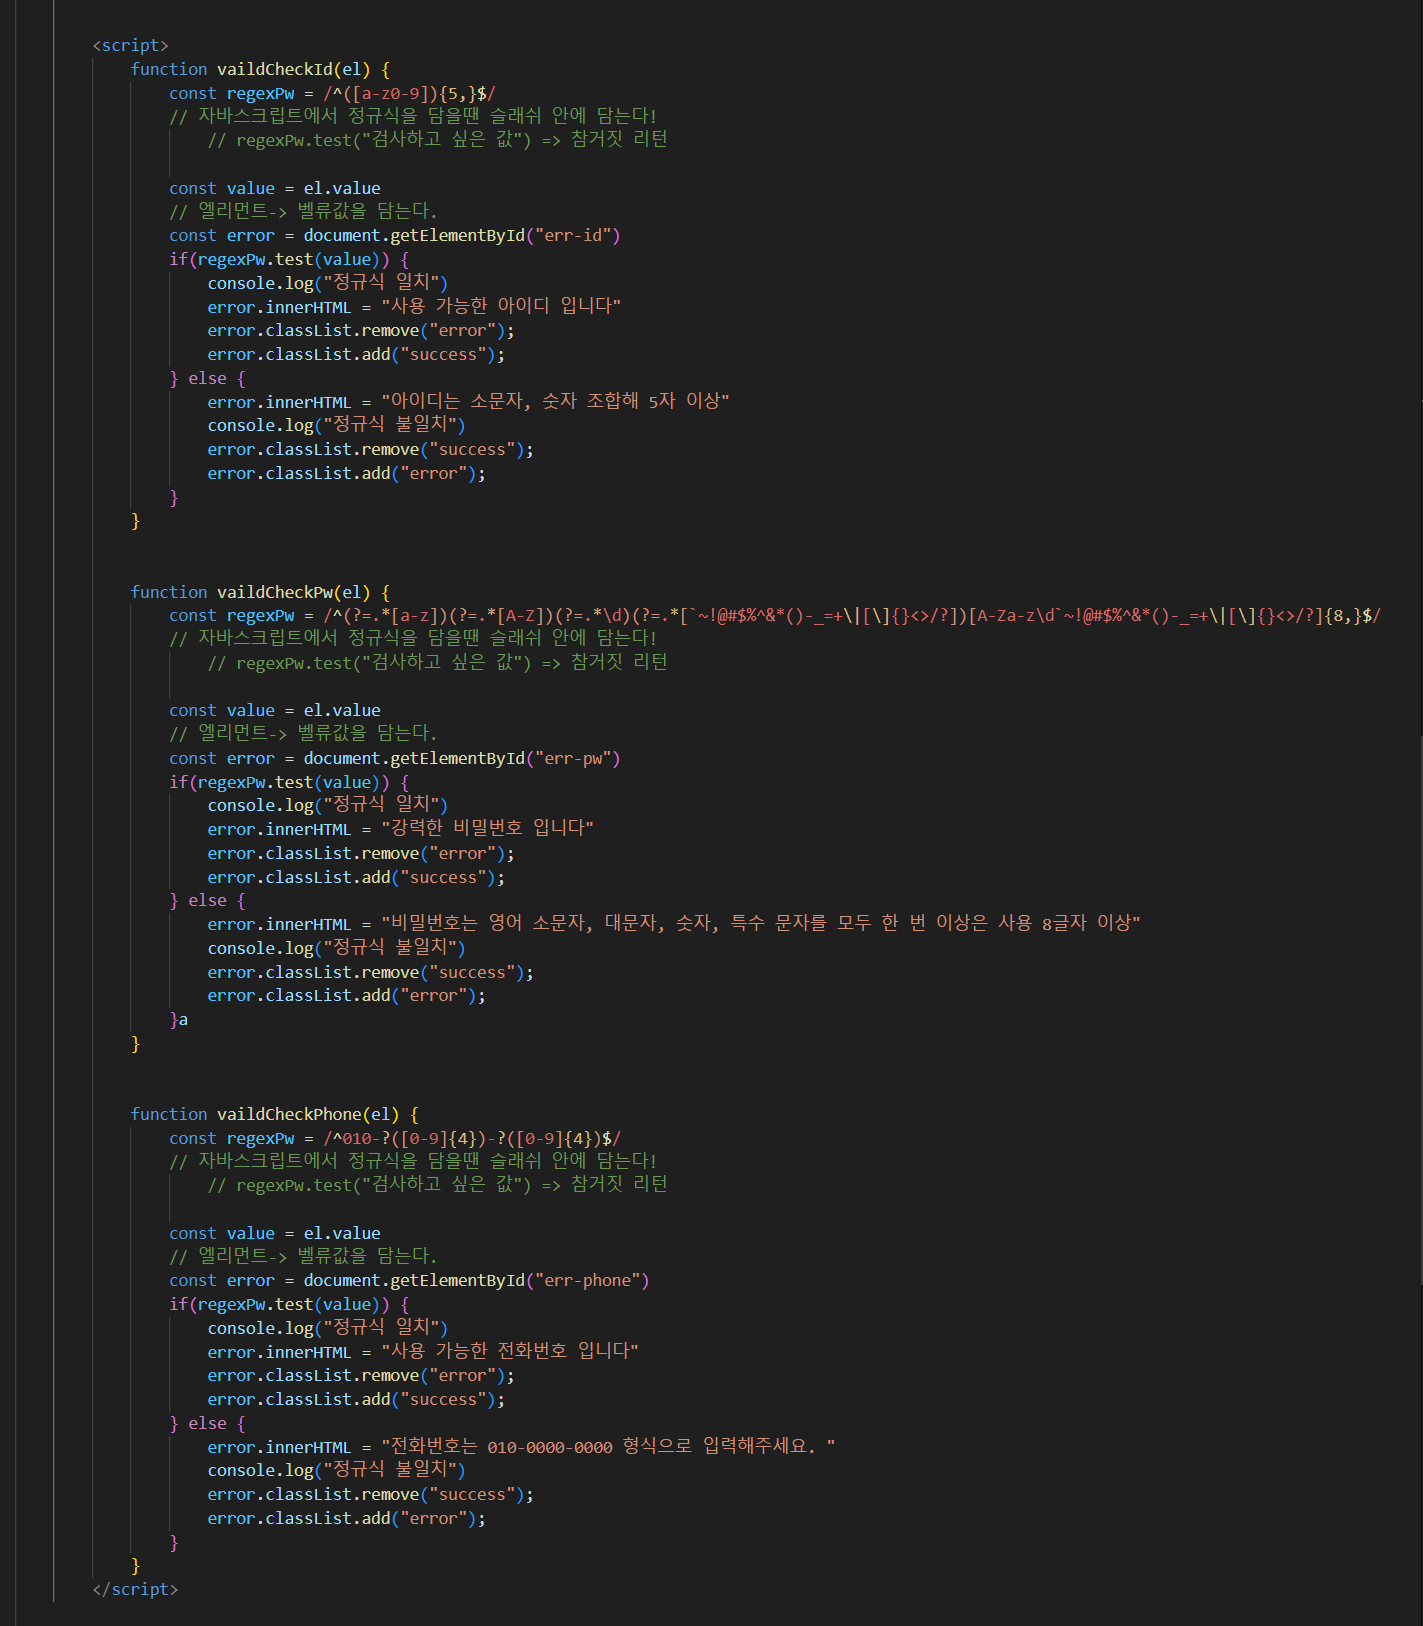 <script>
function vaildCheckId(el) {
const regexPw = /^([a-z0-9]){5,}$/
// 자바스크립트에서 정규식을 담을땐 슬래쉬 안에 담는다!
// regexPw.test("검사하고 싶은 값") => 참거짓 리턴
const value = el.value
// 엘리먼트-> 벨류값을 담는다.
const error = document.getElementById("err-id")
if(regexPw.test(value)) {
console.log("정규식 일치")
error.innerHTML = "사용 가능한 아이디 입니다"
error.classList.remove("error");
error.classList.add("success");
} else {
error.innerHTML = "아이디는 소문자, 숫자 조합해 5자 이상"
console.log("정규식 불일치")
error.classList.remove("success");
error.classList.add("error");
}
}
function vaildCheckPw(el) {
const regexPw = /^(?=.*[a-z])(?=.*[A-Z])(?=.*\d)(?=.*[`~!@#$%^&*()-_=+\|[\]{}<>/?])[A-Za-z\d`~!@#$%^&*()-_=+\|[\]{}<>/?]{8,}$/
// 자바스크립트에서 정규식을 담을땐 슬래쉬 안에 담는다!
// regexPw.test("검사하고 싶은 값") => 참거짓 리턴
const value = el.value
// 엘리먼트-> 벨류값을 담는다.
const error = document.getElementById("err-pw")
if(regexPw.test(value)) {
console.log("정규식 일치")
error.innerHTML = "강력한 비밀번호 입니다"
error.classList.remove("error");
error.classList.add("success");
} else {
error.innerHTML = "비밀번호는 영어 소문자, 대문자, 숫자, 특수 문자를 모두 한 번 이상은 사용 8글자 이상"
console.log("정규식 불일치")
error.classList.remove("success");
error.classList.add("error");
}a
}
function vaildCheckPhone(el) {
const regexPw = /^010-?([0-9]{4})-?([0-9]{4})$/
// 자바스크립트에서 정규식을 담을땐 슬래쉬 안에 담는다!
// regexPw.test("검사하고 싶은 값") => 참거짓 리턴
const value = el.value
// 엘리먼트-> 벨류값을 담는다.
const error = document.getElementById("err-phone")
if(regexPw.test(value)) {
console.log("정규식 일치")
error.innerHTML = "사용 가능한 전화번호 입니다"
error.classList.remove("error");
error.classList.add("success");
} else {
error.innerHTML = "전화번호는 010-0000-0000 형식으로 입력해주세요. "
console.log("정규식 불일치")
error.classList.remove("success");
error.classList.add("error");
}
}
</script>